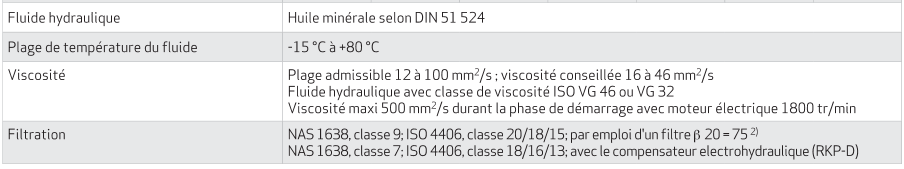 Fluide hydraulique
Huile minérale selon DIN 51 524
Plage de température du fluide
-15 °C à +80 °C
Viscosité
Plage admissible 12 à 100 mm²/s ; viscosité conseillée 16 à 46 mm²/s
Fluide hydraulique avec classe de viscosité ISO VG 46 ou VG 32
Viscosité maxi 500 mm²/s durant la phase de démarrage avec moteur électrique 1800 tr/min
Filtration
NAS 1638, classe 9; ISO 4406, classe 20/18/15; par emploi d'un filtre β 20 = 75 ²⁾
NAS 1638, classe 7; ISO 4406, classe 18/16/13; avec le compensateur electrohydraulique (RKP-D)